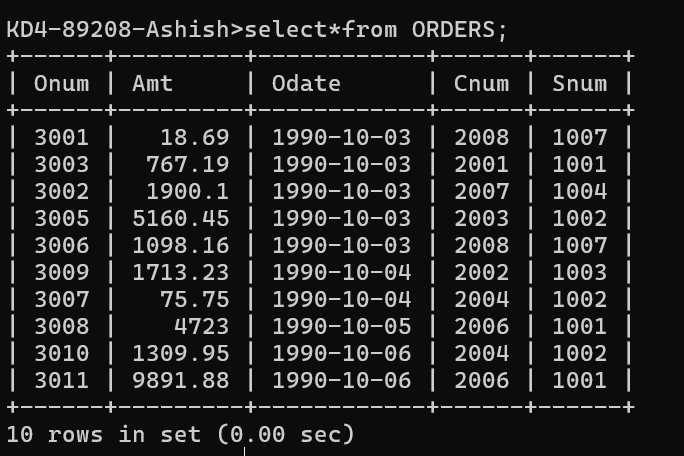 KD4-89208-Ashish>select*from ORDERS;
+------+---------+------------+------+------+
| Onum | Amt     | Odate      | Cnum | Snum |
+------+---------+------------+------+------+
| 3001 |   18.69 | 1990-10-03 | 2008 | 1007 |
| 3003 |  767.19 | 1990-10-03 | 2001 | 1001 |
| 3002 |  1900.1 | 1990-10-03 | 2007 | 1004 |
| 3005 | 5160.45 | 1990-10-03 | 2003 | 1002 |
| 3006 | 1098.16 | 1990-10-03 | 2008 | 1007 |
| 3009 | 1713.23 | 1990-10-04 | 2002 | 1003 |
| 3007 |   75.75 | 1990-10-04 | 2004 | 1002 |
| 3008 |    4723 | 1990-10-05 | 2006 | 1001 |
| 3010 | 1309.95 | 1990-10-06 | 2004 | 1002 |
| 3011 | 9891.88 | 1990-10-06 | 2006 | 1001 |
+------+---------+------------+------+------+
10 rows in set (0.00 sec)